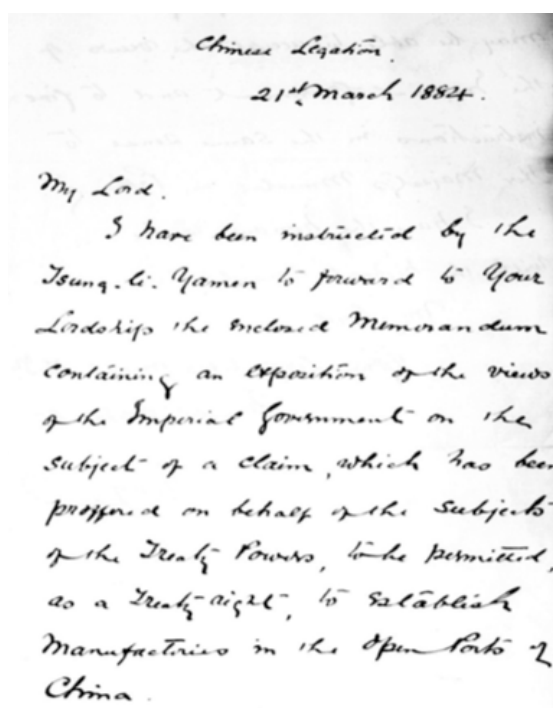 Chinese Legation.
21st March 1884.
My Lord.
I have been instructed by the
Tsung-li-Yamen to forward to Your
Lordship the enclosed Memorandum
containing an exposition of the views
of the Imperial Government on the
subject of a claim, which has been
proffered on behalf of the subjects
of the Treaty Powers, to be permitted,
as a Treaty right, to establish
Manufactories in the Open Ports of
China.